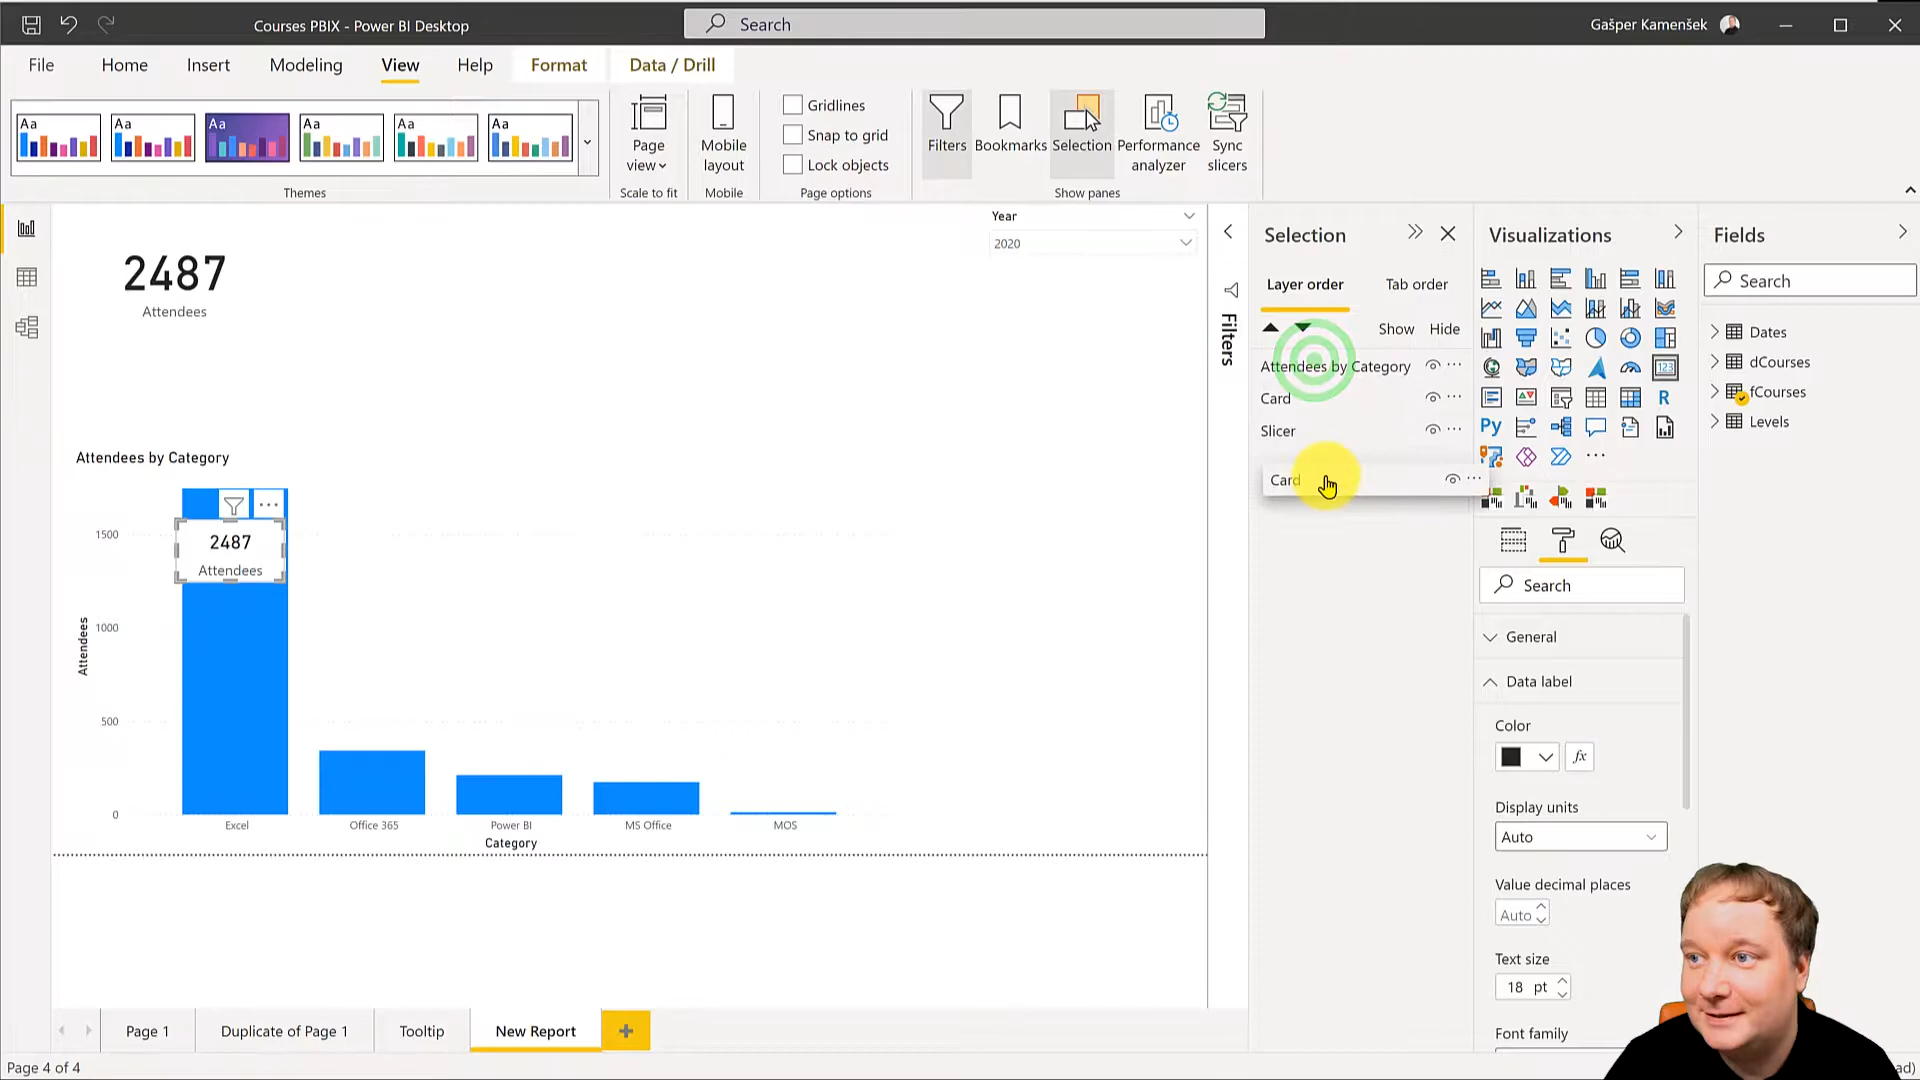 Courses PBIX - Power BI Desktop
Search
Gašper Kamenšek
File Home Insert Modeling View Help Format Data / Drill
Aa Aa Aa Aa Aa Aa
Page view
Mobile layout
Gridlines
Snap to grid
Lock objects
Filters Bookmarks Selection Performance analyzer Sync slicers
Themes Scale to fit Mobile Page options Show panes
2487
Attendees
Year
2020
Attendees by Category
2487
Attendees
1500
1000
500
0
Attendees
Excel Office 365 Power BI MS Office MOS
Category
Filters
Selection
Layer order Tab order
Show Hide
Attendees by Category
Card
Slicer
Card
Visualizations
123
R
Py
Search
General
Data label
Color
fx
Display units
Auto
Value decimal places
Auto
Text size
18 pt
Font family
Fields
Search
Dates
dCourses
fCourses
Levels
Page 1 Duplicate of Page 1 Tooltip New Report
Page 4 of 4